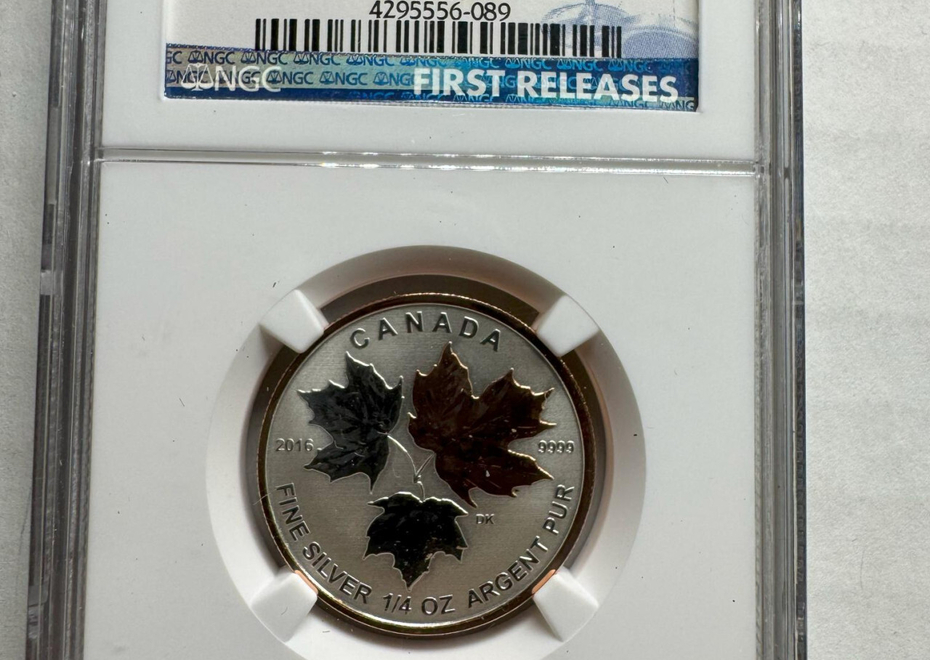 4295556-089
NGC
FIRST RELEASES
CANADA
2016
9999
DK
FINE SILVER 1/4 OZ ARGENT PUR